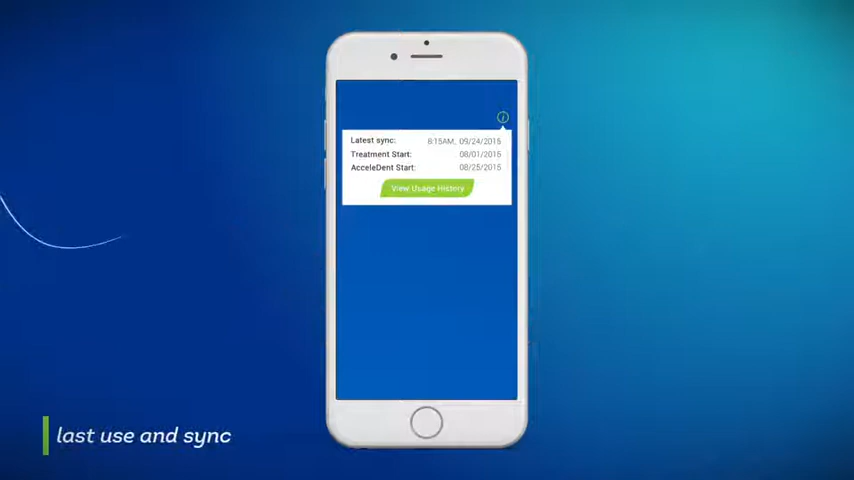 Latest sync: 8:15AM, 09/24/2015
Treatment Start: 08/01/2015
AcceleDent Start: 08/25/2015
View Usage History
last use and sync